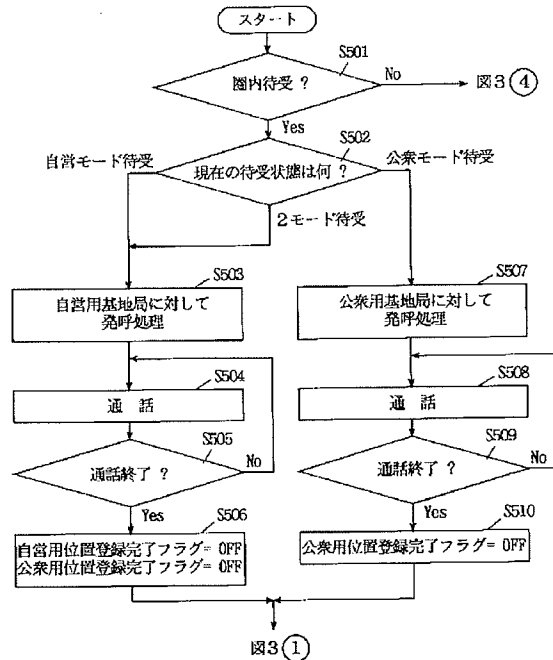 スタート
S501
圏内待受 ?
No
図3 ④
Yes
S502
自営モード待受
現在の待受状態は何 ?
公衆モード待受
2モード待受
S503
自営用基地局に対して
発呼処理
S507
公衆用基地局に対して
発呼処理
S504
通 話
S508
通 話
S505
通話終了 ?
No
S509
通話終了 ?
No
Yes
S506
自営用位置登録完了フラグ= OFF
公衆用位置登録完了フラグ= OFF
Yes
S510
公衆用位置登録完了フラグ= OFF
図3 ①